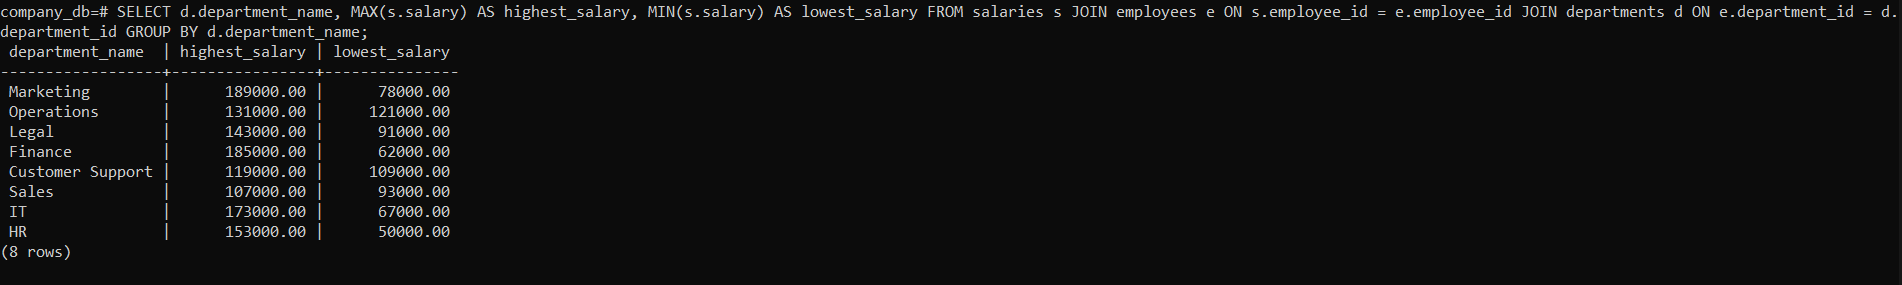 company_db=# SELECT d.department_name, MAX(s.salary) AS highest_salary, MIN(s.salary) AS lowest_salary FROM salaries s JOIN employees e ON s.employee_id = e.employee_id JOIN departments d ON e.department_id = d.
department_id GROUP BY d.department_name;
 department_name  | highest_salary | lowest_salary
------------------+----------------+---------------
 Marketing        |      189000.00 |      78000.00
 Operations       |      131000.00 |     121000.00
 Legal            |      143000.00 |      91000.00
 Finance          |      185000.00 |      62000.00
 Customer Support |      119000.00 |     109000.00
 Sales            |      107000.00 |      93000.00
 IT               |      173000.00 |      67000.00
 HR               |      153000.00 |      50000.00
(8 rows)